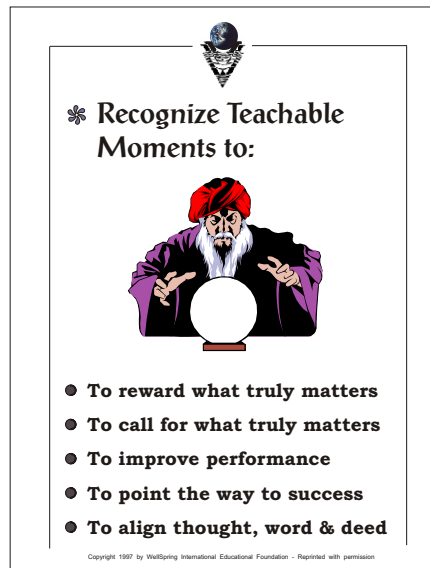 Recognize Teachable
Moments to:
To reward what truly matters
To call for what truly matters
To improve performance
To point the way to success
To align thought, word & deed
Copyright 1997 by WellSpring International Educational Foundation - Reprinted with permission